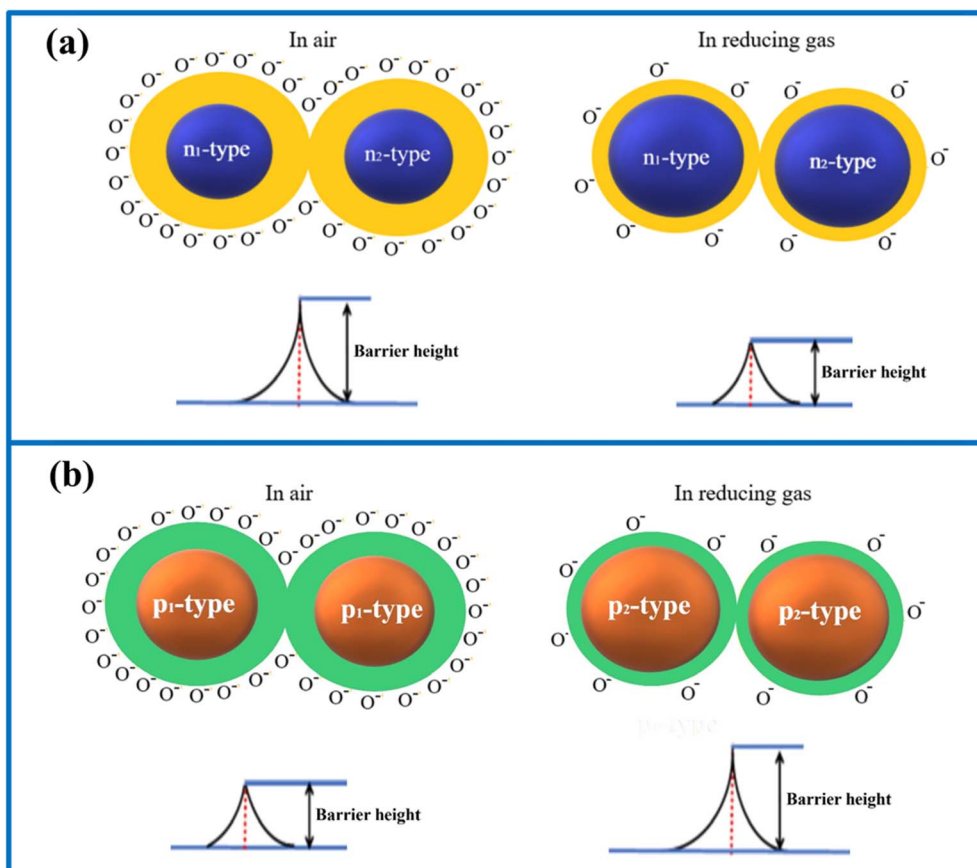 (a)
In air
In reducing gas
O⁻ O⁻ O⁻ O⁻ O⁻ O⁻ O⁻ O⁻ O⁻ O⁻ O⁻ O⁻ O⁻ O⁻ O⁻ O⁻ O⁻ O⁻ O⁻ O⁻ O⁻ O⁻ O⁻ O⁻ O⁻ O⁻ O⁻ O⁻ O⁻ O⁻ O⁻ O⁻ O⁻ O⁻ O⁻ O⁻ O⁻ O⁻ O⁻ O⁻
n₁-type
n₂-type
O⁻ O⁻ O⁻ O⁻ O⁻ O⁻ O⁻ O⁻ O⁻ O⁻ O⁻
n₁-type
n₂-type
Barrier height
Barrier height
(b)
In air
In reducing gas
O⁻ O⁻ O⁻ O⁻ O⁻ O⁻ O⁻ O⁻ O⁻ O⁻ O⁻ O⁻ O⁻ O⁻ O⁻ O⁻ O⁻ O⁻ O⁻ O⁻ O⁻ O⁻ O⁻ O⁻ O⁻ O⁻ O⁻ O⁻ O⁻ O⁻ O⁻ O⁻ O⁻ O⁻ O⁻ O⁻ O⁻ O⁻ O⁻ O⁻
p₁-type
p₁-type
O⁻ O⁻ O⁻ O⁻ O⁻ O⁻ O⁻ O⁻ O⁻ O⁻ O⁻
p₂-type
p₂-type
Barrier height
Barrier height